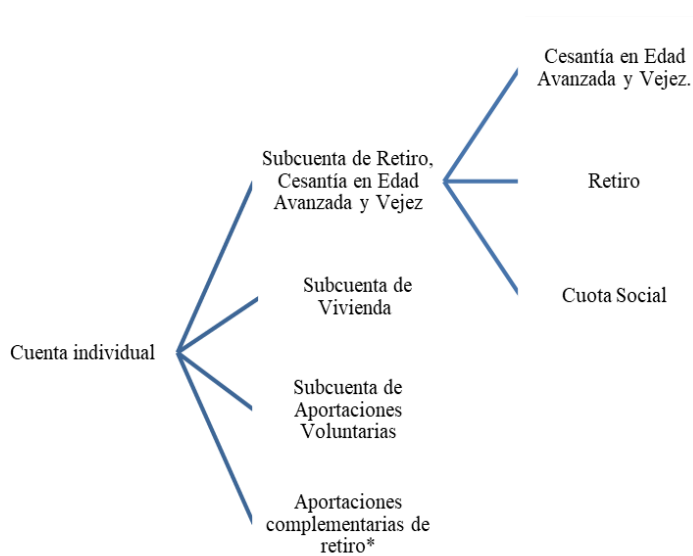 Cuenta individual
Subcuenta de Retiro,
Cesantía en Edad
Avanzada y Vejez
Subcuenta de
Vivienda
Subcuenta de
Aportaciones
Voluntarias
Aportaciones
complementarias de
retiro*
Cesantía en Edad
Avanzada y Vejez.
Retiro
Cuota Social